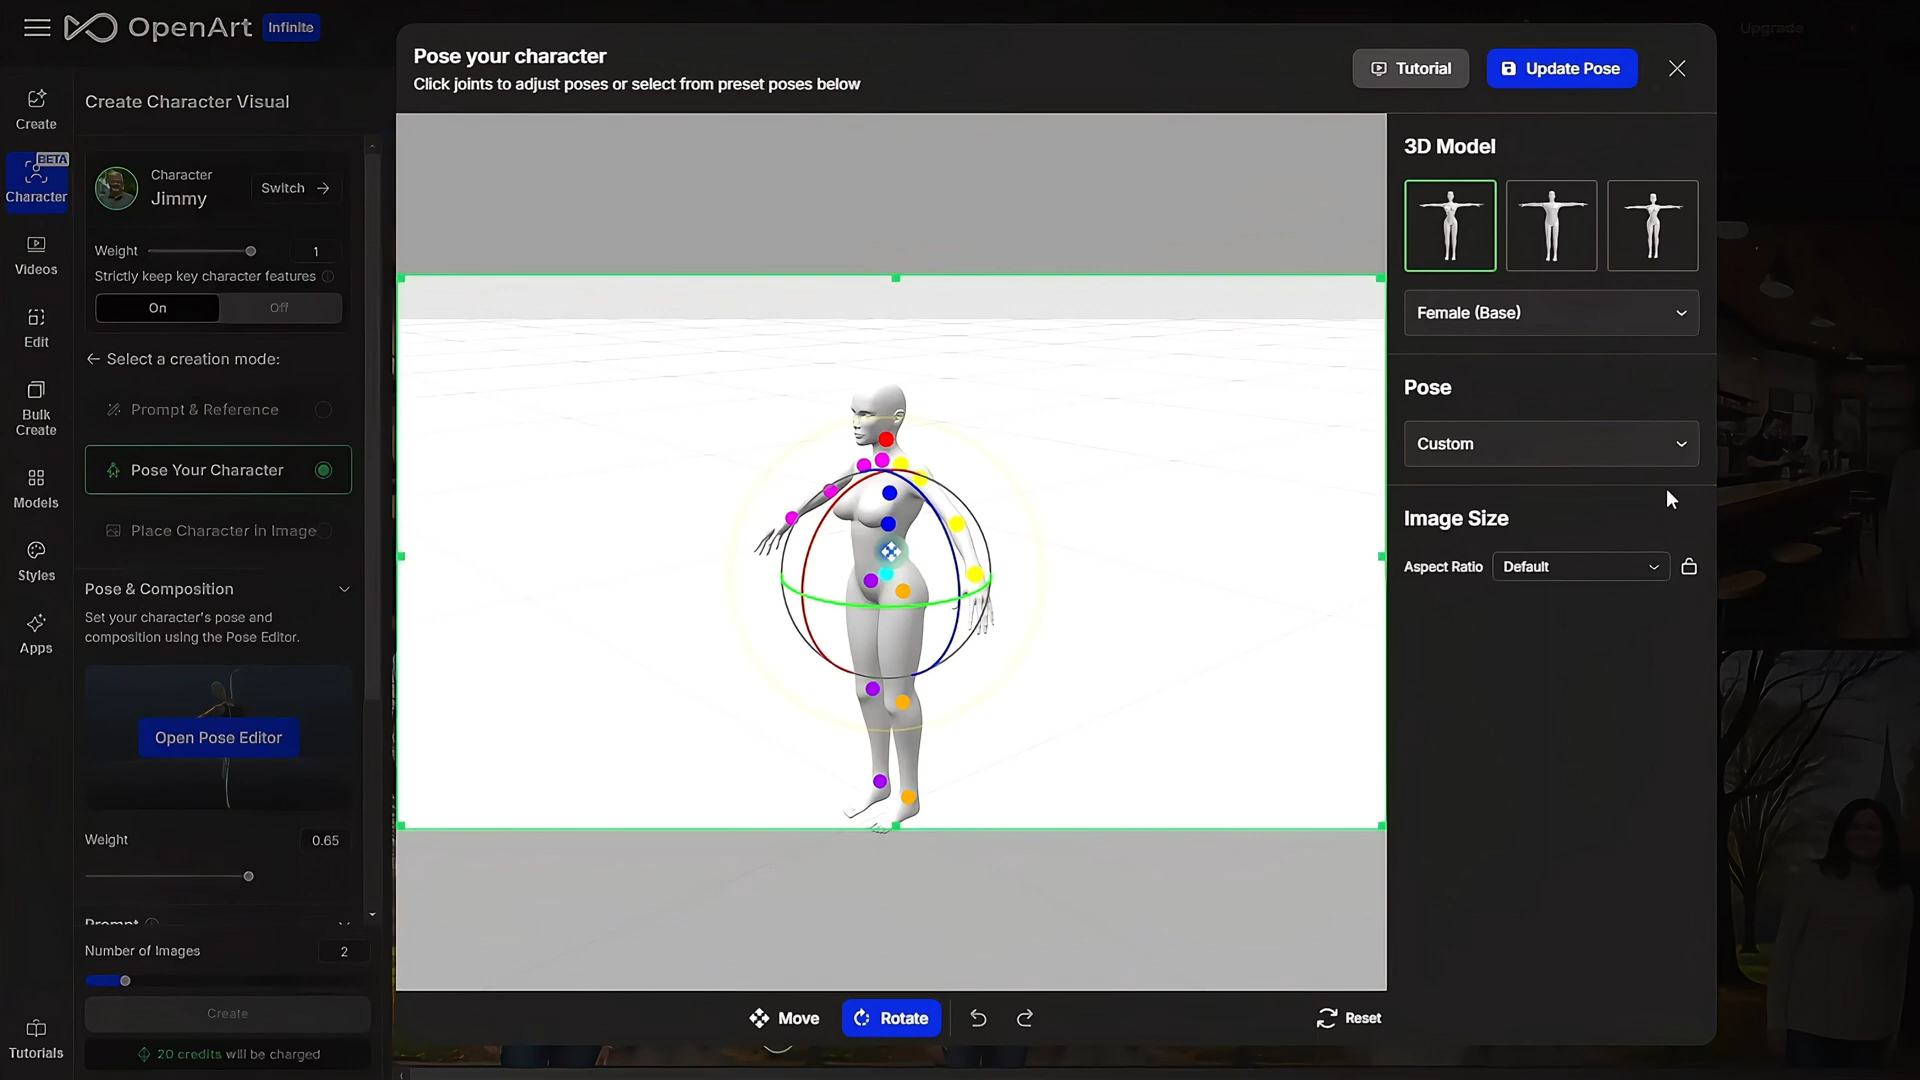 OpenArt
Infinite
Upgrade
Create
BETA
Character
Videos
Edit
Bulk
Create
Models
Styles
Apps
Tutorials
Create Character Visual
Character
Jimmy
Switch
Weight
1
Strictly keep key character features
On
Off
Select a creation mode:
Prompt & Reference
Pose Your Character
Place Character in Image
Pose & Composition
Set your character's pose and
composition using the Pose Editor.
Open Pose Editor
Weight
0.65
Prompt
Number of Images
2
Create
20 credits will be charged
Pose your character
Click joints to adjust poses or select from preset poses below
Tutorial
Update Pose
3D Model
Female (Base)
Pose
Custom
Image Size
Aspect Ratio
Default
Move
Rotate
Reset